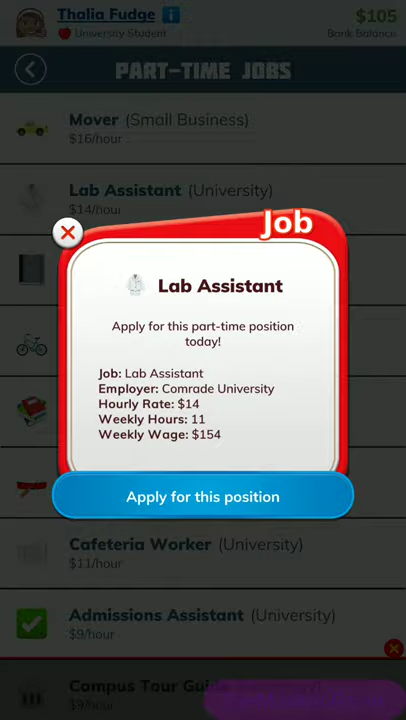 Thalia Fudge i
University Student
$105
Bank Balance
PART-TIME JOBS
Mover (Small Business)
$16/hour
Lab Assistant (University)
$14/hour
Job
Lab Assistant
Apply for this part-time position
today!
Job: Lab Assistant
Employer: Comrade University
Hourly Rate: $14
Weekly Hours: 11
Weekly Wage: $154
Apply for this position
Cafeteria Worker (University)
$11/hour
Admissions Assistant (University)
$9/hour
Campus Tour Guide
$9/hour